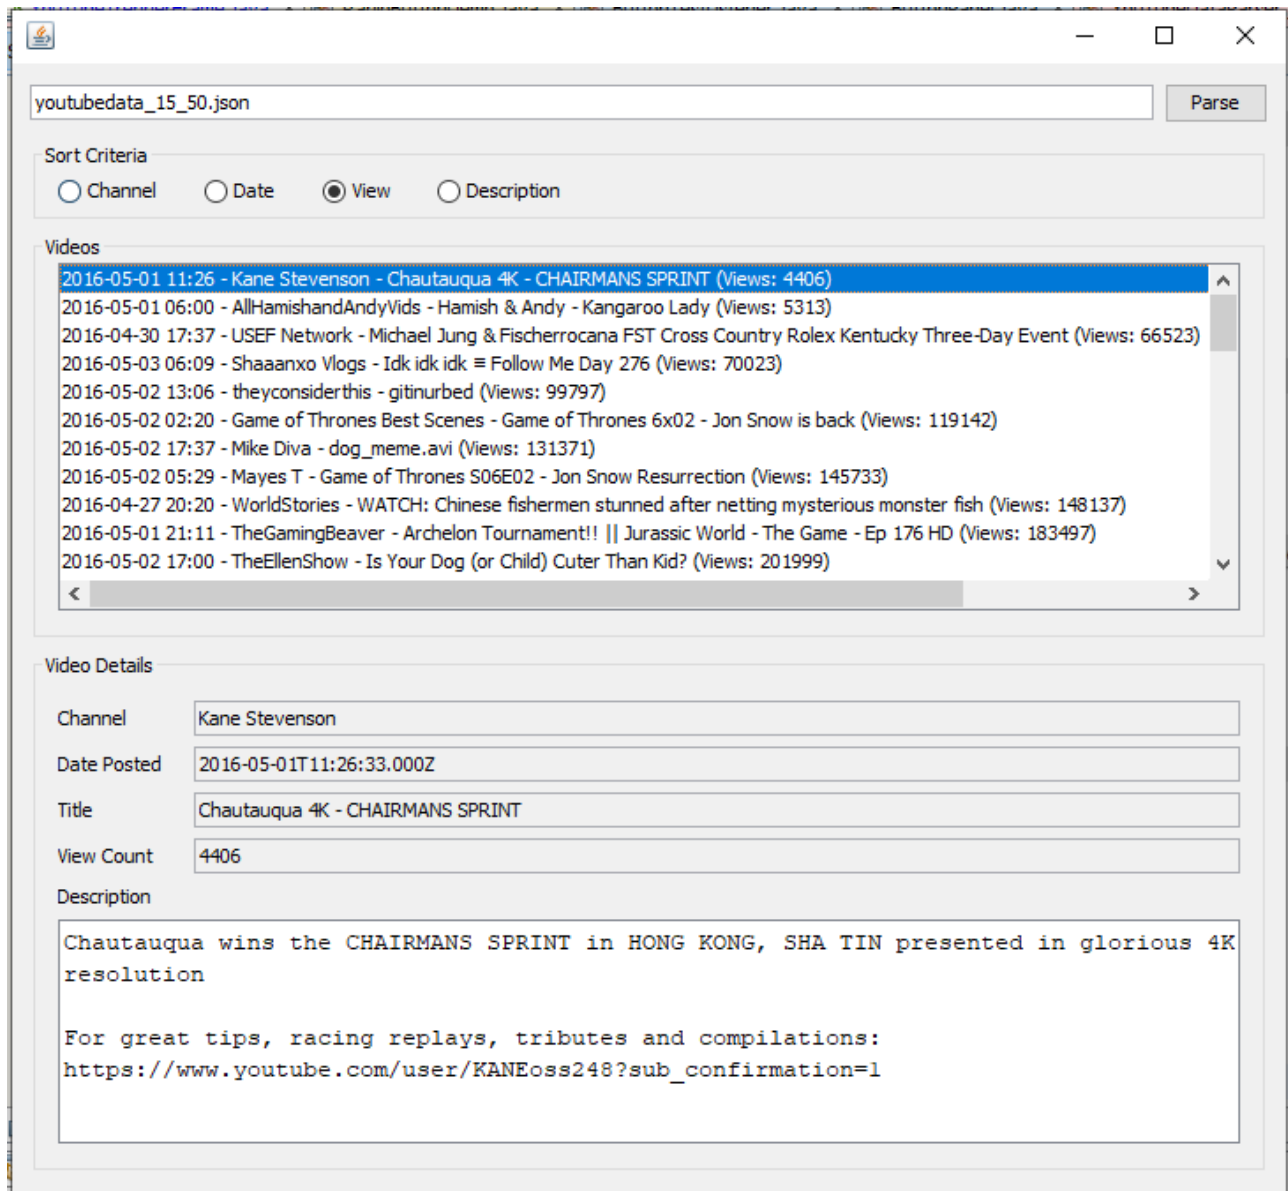 youtubedata_15_50.json
Parse
Sort Criteria
Channel Date View Description
Videos
2016-05-01 11:26 - Kane Stevenson - Chautauqua 4K - CHAIRMANS SPRINT (Views: 4406)
2016-05-01 06:00 - AllHamishandAndyVids - Hamish & Andy - Kangaroo Lady (Views: 5313)
2016-04-30 17:37 - USEF Network - Michael Jung & Fischerrocana FST Cross Country Rolex Kentucky Three-Day Event (Views: 66523)
2016-05-03 06:09 - Shaaanxo Vlogs - Idk idk idk ≡ Follow Me Day 276 (Views: 70023)
2016-05-02 13:06 - theyconsiderthis - gitinurbed (Views: 99797)
2016-05-02 02:20 - Game of Thrones Best Scenes - Game of Thrones 6x02 - Jon Snow is back (Views: 119142)
2016-05-02 17:37 - Mike Diva - dog_meme.avi (Views: 131371)
2016-05-02 05:29 - Mayes T - Game of Thrones S06E02 - Jon Snow Resurrection (Views: 145733)
2016-04-27 20:20 - WorldStories - WATCH: Chinese fishermen stunned after netting mysterious monster fish (Views: 148137)
2016-05-01 21:11 - TheGamingBeaver - Archelon Tournament!! || Jurassic World - The Game - Ep 176 HD (Views: 183497)
2016-05-02 17:00 - TheEllenShow - Is Your Dog (or Child) Cuter Than Kid? (Views: 201999)
Video Details
Channel Kane Stevenson
Date Posted 2016-05-01T11:26:33.000Z
Title Chautauqua 4K - CHAIRMANS SPRINT
View Count 4406
Description
Chautauqua wins the CHAIRMANS SPRINT in HONG KONG, SHA TIN presented in glorious 4K
resolution
For great tips, racing replays, tributes and compilations:
https://www.youtube.com/user/KANEoss248?sub_confirmation=1